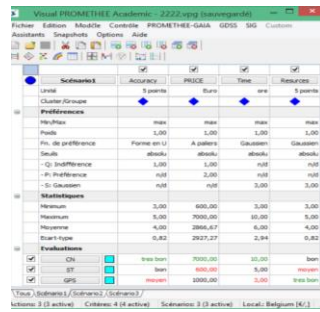 Visual PROMETHEE Academic - 2222.vpg (sauvegardé)
Fichier Edition Modèle Contrôle PROMETHEE-GAIA GDSS SIG Custom
Assistants Snapshots Options Aide
Scénario1 Accuracy PRICE Time Resurces
Unité 5 points Euro ore 5 points
Cluster/Groupe
Préférences
Min/Max max max max max
Poids 1,00 1,00 1,00 1,00
Fn. de préférence Forme en U A paliers Gaussien Gaussien
Seuils absolu absolu absolu absolu
- Q: Indifférence 1,00 1,00 n/d n/d
- P: Préférence n/d 2,00 n/d n/d
- S: Gaussien n/d n/d 3,00 3,00
Statistiques
Minimum 3,00 600,00 3,00 3,00
Maximum 5,00 7000,00 10,00 5,00
Moyenne 4,00 2866,67 6,00 4,00
Ecart-type 0,82 2927,27 2,94 0,82
Evaluations
CN tres bon 7000,00 10,00 bon
ST bon 600,00 5,00 moyen
GPS moyen 1000,00 3,00 tres bon
Tous Scénario1 Scénario2 Scénario3
Actions: 3 (3 active) Critères: 4 (4 active) Scénarios: 3 (3 active) Local: Belgium [€/,]